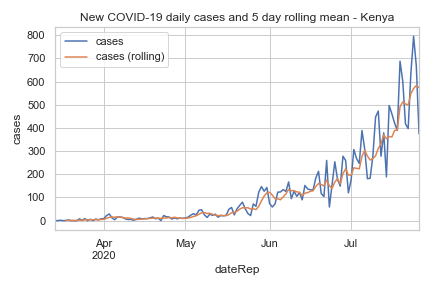 New COVID-19 daily cases and 5 day rolling mean - Kenya
cases
cases (rolling)
800
700
600
500
400
300
200
100
0
cases
Apr
2020
May
Jun
Jul
dateRep